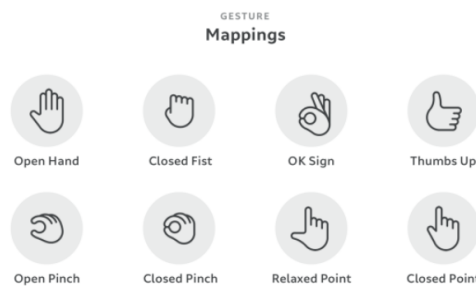 GESTURE
Mappings
Open Hand
Closed Fist
OK Sign
Thumbs Up
Open Pinch
Closed Pinch
Relaxed Point
Closed Point